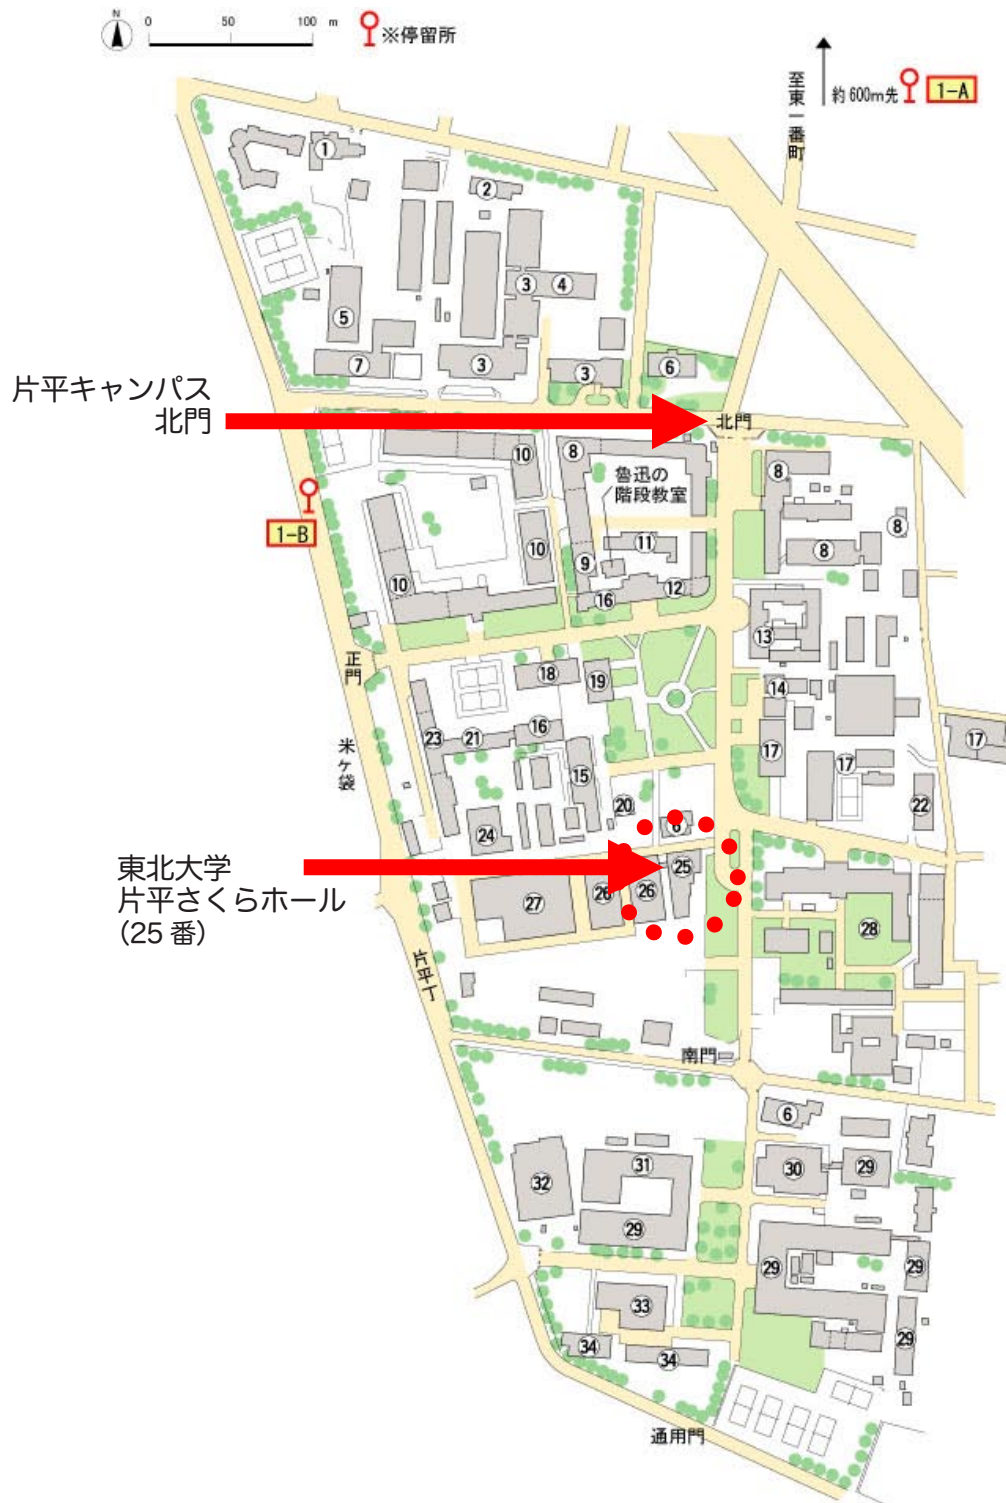 N
0 50 100 m
※停留所
至東一番町
約600m先
1-A
1
2
3
4
5
3
7
3
6
片平キャンパス
北門
北門
10
8
魯迅の
階段教室
8
8
1-B
10
11
8
9
10
12
16
13
正門
18
19
14
米ケ袋
23
21
16
17
17
15
17
20
22
24
6
東北大学
片平さくらホール
(25 番)
25
26
26
27
28
片平丁
南門
6
31
30
29
32
29
29
29
33
29
34
34
通用門